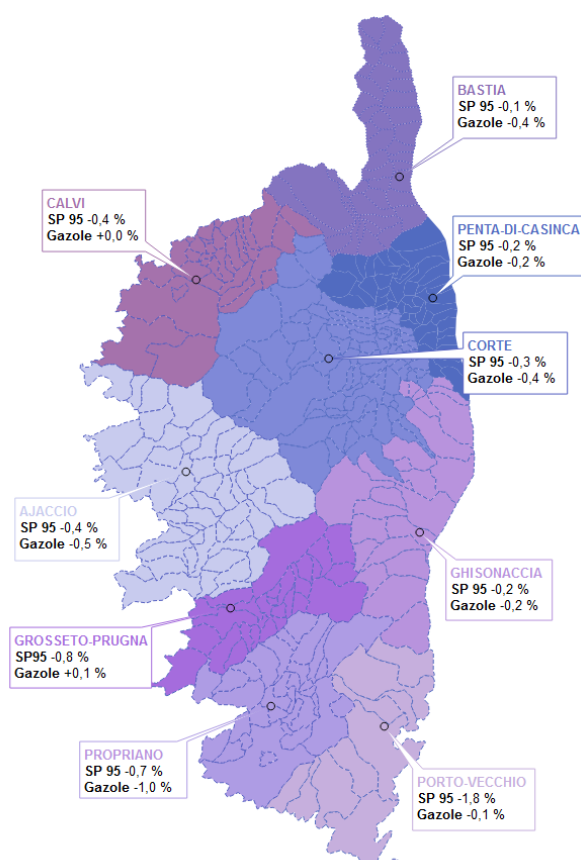 BASTIA
SP 95 -0,1 %
Gazole -0,4 %
CALVI
SP 95 -0,4 %
Gazole +0,0 %
PENTA-DI-CASINCA
SP 95 -0,2 %
Gazole -0,2 %
CORTE
SP 95 -0,3 %
Gazole -0,4 %
AJACCIO
SP 95 -0,4 %
Gazole -0,5 %
GHISONACCIA
SP 95 -0,2 %
Gazole -0,2 %
GROSSETO-PRUGNA
SP95 -0,8 %
Gazole +0,1 %
PROPRIANO
SP 95 -0,7 %
Gazole -1,0 %
PORTO-VECCHIO
SP 95 -1,8 %
Gazole -0,1 %